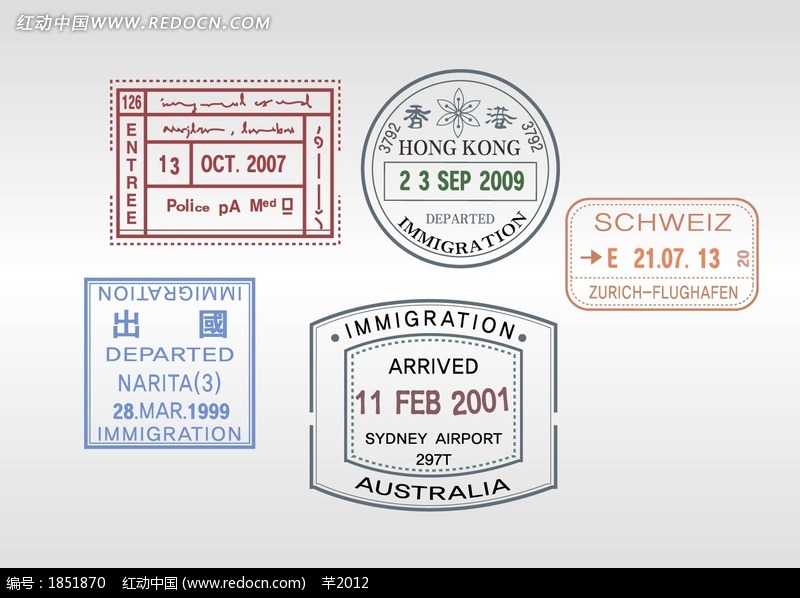 红动中国WWW.REDOCN.COM
126
ENTREE
13 OCT. 2007
Police pA Med
香港
3792 3792
HONG KONG
23 SEP 2009
DEPARTED
IMMIGRATION
SCHWEIZ
→E 21.07.13 20
ZURICH-FLUGHAFEN
IMMIGRATION
出國
DEPARTED
NARITA(3)
28.MAR.1999
IMMIGRATION
•IMMIGRATION•
ARRIVED
11 FEB 2001
SYDNEY AIRPORT
297T
AUSTRALIA
编号：1851870 红动中国 (www.redocn.com) 芊2012